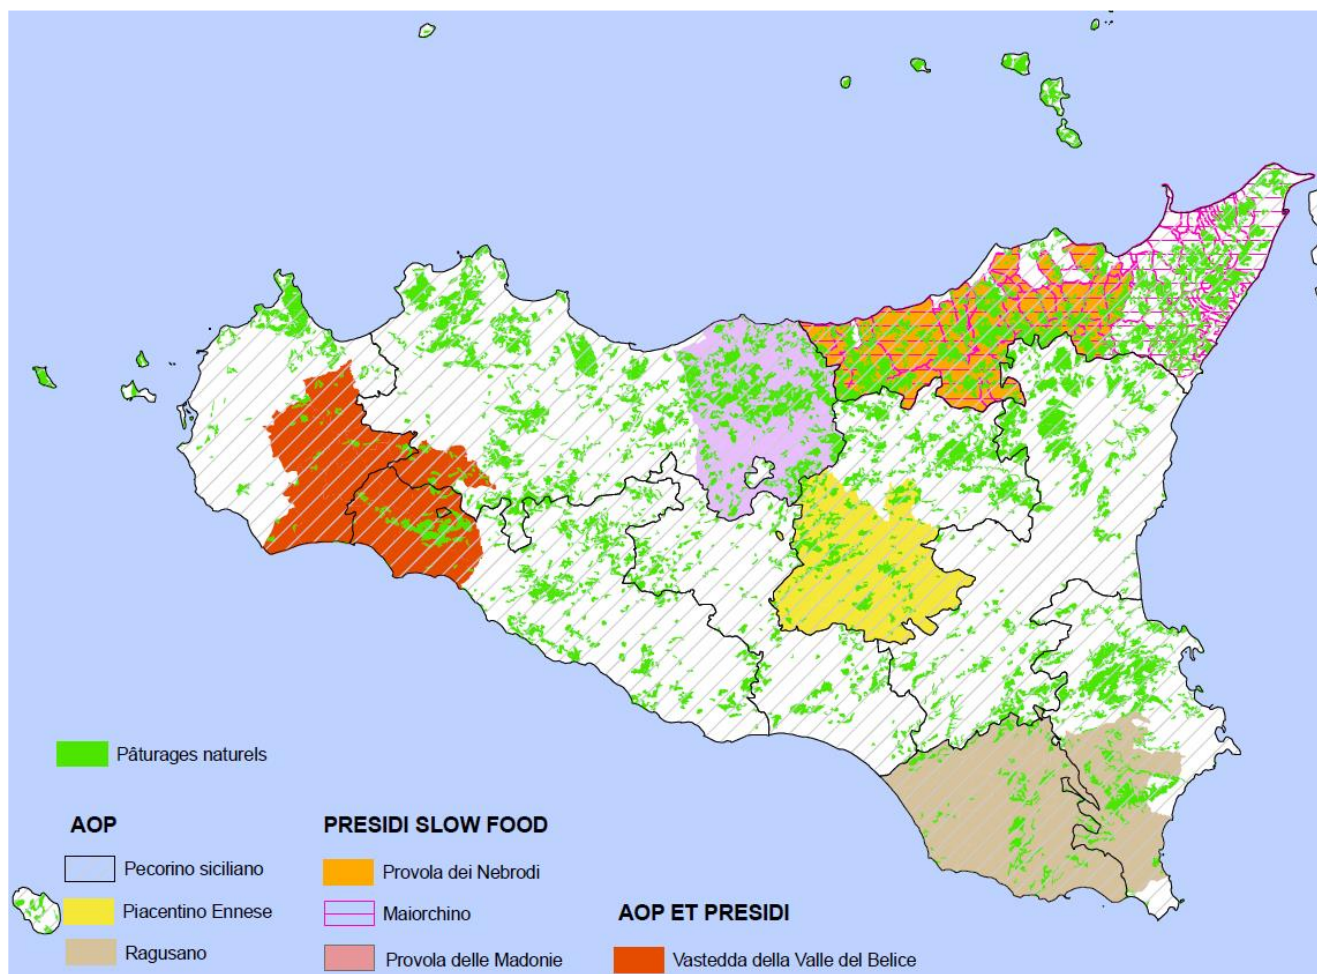 Pâturages naturels
AOP
Pecorino siciliano
Piacentino Ennese
Ragusano
PRESIDI SLOW FOOD
Provola dei Nebrodi
Maiorchino
Provola delle Madonie
AOP ET PRESIDI
Vastedda della Valle del Belice